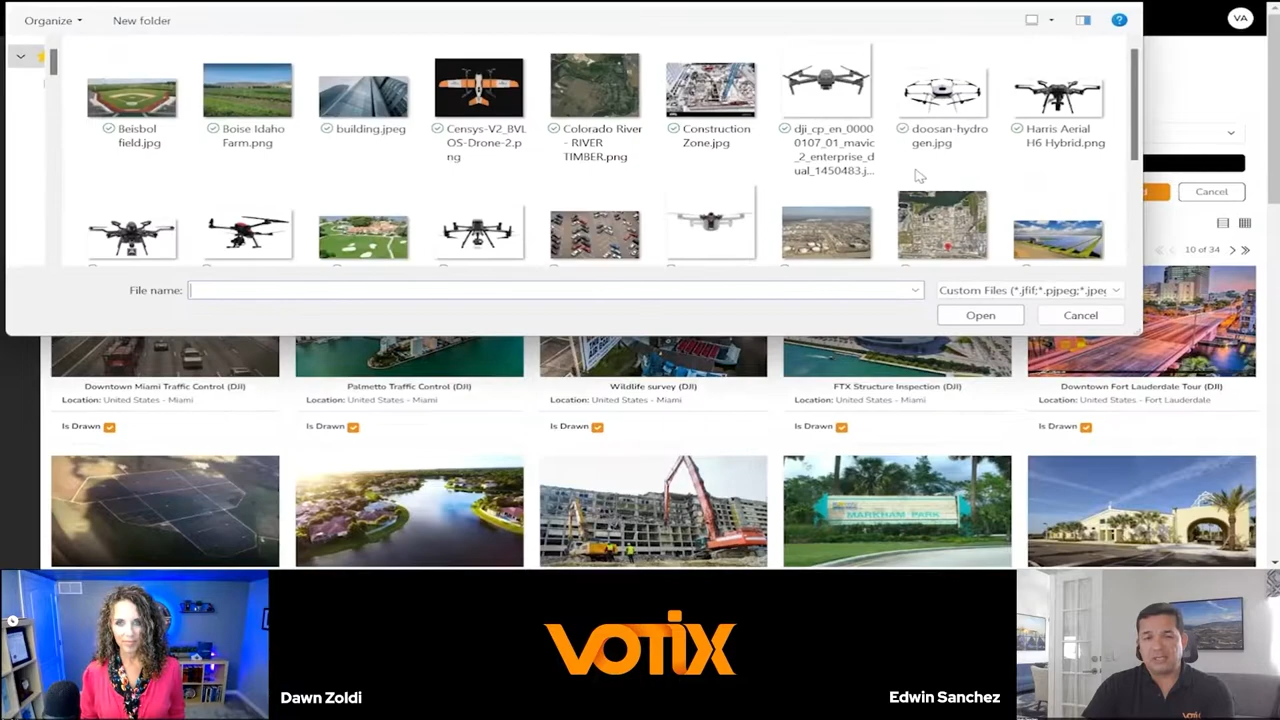 Organize
New folder
?
VA
Beisbol
field.jpg
Boise Idaho
Farm.png
building.jpeg
Censys-V2_BVL
OS-Drone-2.p
ng
Colorado River
- RIVER
TIMBER.png
Construction
Zone.jpg
dji_cp_en_0000
0107_01_mavic
_2_enterprise_d
ual_1450483.j...
doosan-hydro
gen.jpg
Harris Aerial
H6 Hybrid.png
Cancel
10 of 34
File name:
Custom Files (*.jfif;*.pjpeg;*.jpeg
Open
Cancel
Downtown Miami Traffic Control (DJI)
Location: United States - Miami
Is Drawn
Palmetto Traffic Control (DJI)
Location: United States - Miami
Is Drawn
Wildlife survey (DJI)
Location: United States - Miami
Is Drawn
FTX Structure Inspection (DJI)
Location: United States - Miami
Is Drawn
Downtown Fort Lauderdale Tour (DJI)
Location: United States - Fort Lauderdale
Is Drawn
MARKHAM PARK
VOTIX
Dawn Zoldi
Edwin Sanchez
VOTIX